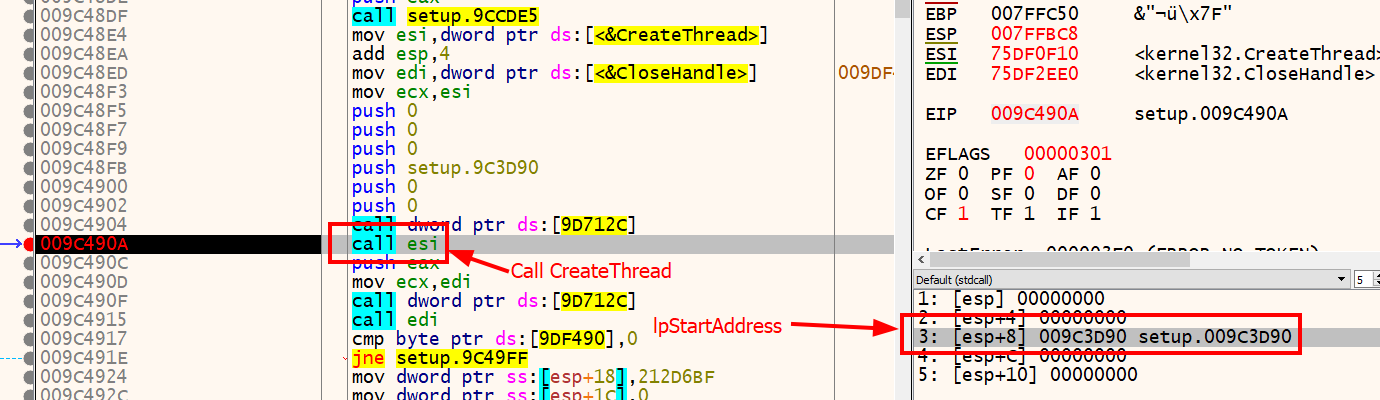 009C48DE push eax
009C48DF call setup.9CCDE5
009C48E4 mov esi,dword ptr ds:[<&CreateThread>]
009C48EA add esp,4
009C48ED mov edi,dword ptr ds:[<&CloseHandle>] 009DF4
009C48F3 mov ecx,esi
009C48F5 push 0
009C48F7 push 0
009C48F9 push 0
009C48FB push setup.9C3D90
009C4900 push 0
009C4902 push 0
009C4904 call dword ptr ds:[9D712C]
009C490A call esi
009C490C push eax
009C490D mov ecx,edi
009C490F call dword ptr ds:[9D712C]
009C4915 call edi
009C4917 cmp byte ptr ds:[9DF490],0
009C491E jne setup.9C49FF
009C4924 mov dword ptr ss:[esp+18],212D6BF
009C492C mov dword ptr ss:[esp+1C],0
Call CreateThread
lpStartAddress
EBP 007FFC50 &"¬ü\x7F"
ESP 007FFBC8
ESI 75DF0F10 <kernel32.CreateThread>
EDI 75DF2EE0 <kernel32.CloseHandle>
EIP 009C490A setup.009C490A
EFLAGS 00000301
ZF 0 PF 0 AF 0
OF 0 SF 0 DF 0
CF 1 TF 1 IF 1
LastError 000003F0 (ERROR_NO_TOKEN)
Default (stdcall) 5
1: [esp] 00000000
2: [esp+4] 00000000
3: [esp+8] 009C3D90 setup.009C3D90
4: [esp+C] 00000000
5: [esp+10] 00000000